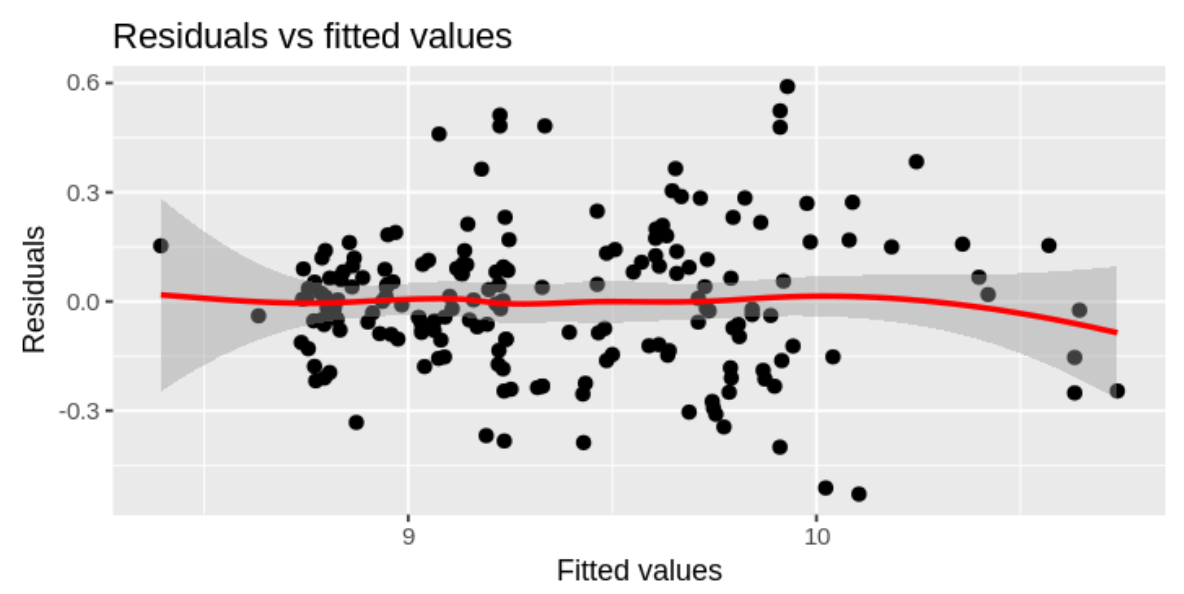 Residuals vs fitted values
0.6
0.3
0.0
-0.3
Residuals
9
10
Fitted values